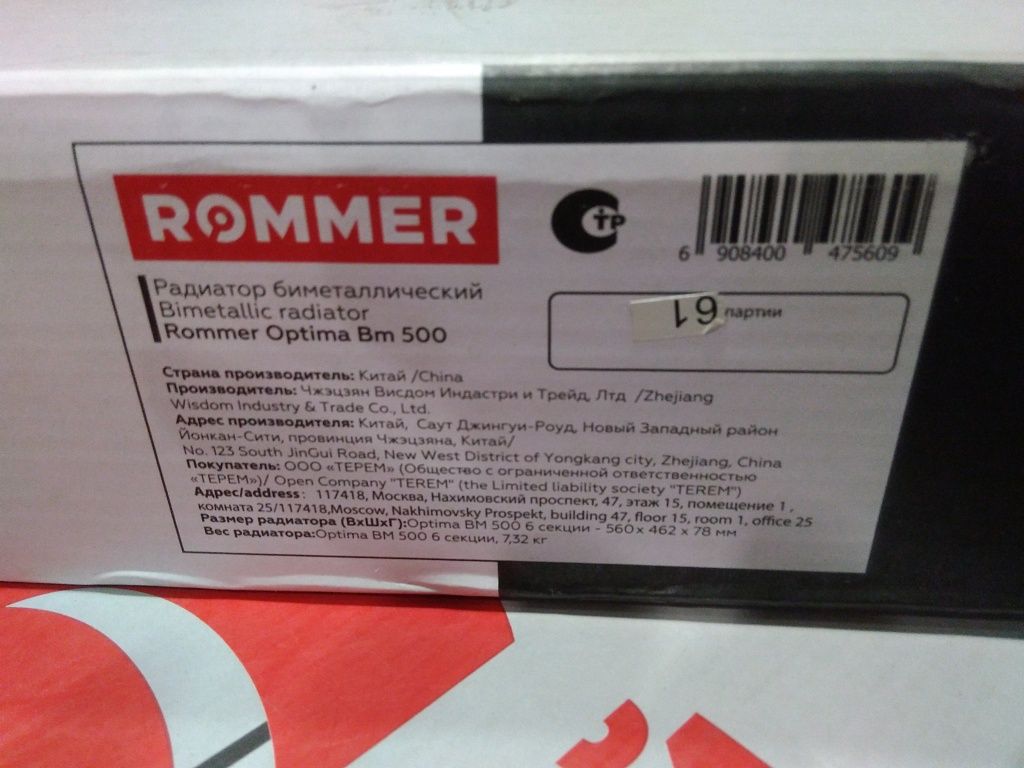 ROMMER
СТР
6 908400 475609
Радиатор биметаллический
Bimetallic radiator
Rommer Optima Bm 500
партии
61
Страна производитель: Китай /China
Производитель: Чжэцзян Висдом Индастри и Трейд, Лтд /Zhejiang
Wisdom Industry & Trade Co., Ltd.
Адрес производителя: Китай, Саут Джингуи-Роуд, Новый Западный район
Йонкан-Сити, провинция Чжэцзяна, Китай/
No. 123 South JinGui Road, New West District of Yongkang city, Zhejiang, China
Покупатель: ООО «ТЕРЕМ» (Общество с ограниченной ответственностью
«ТЕРЕМ»)/ Open Company "TEREM" (the Limited liability society "TEREM")
Адрес/address: 117418, Москва, Нахимовский проспект, 47, этаж 15, помещение 1 ,
комната 25/117418,Moscow, Nakhimovsky Prospekt, building 47, floor 15, room 1, office 25
Размер радиатора (ВхШхГ):Optima BM 500 6 секции - 560 x 462 x 78 мм
Вес радиатора:Optima BM 500 6 секции, 7,32 кг